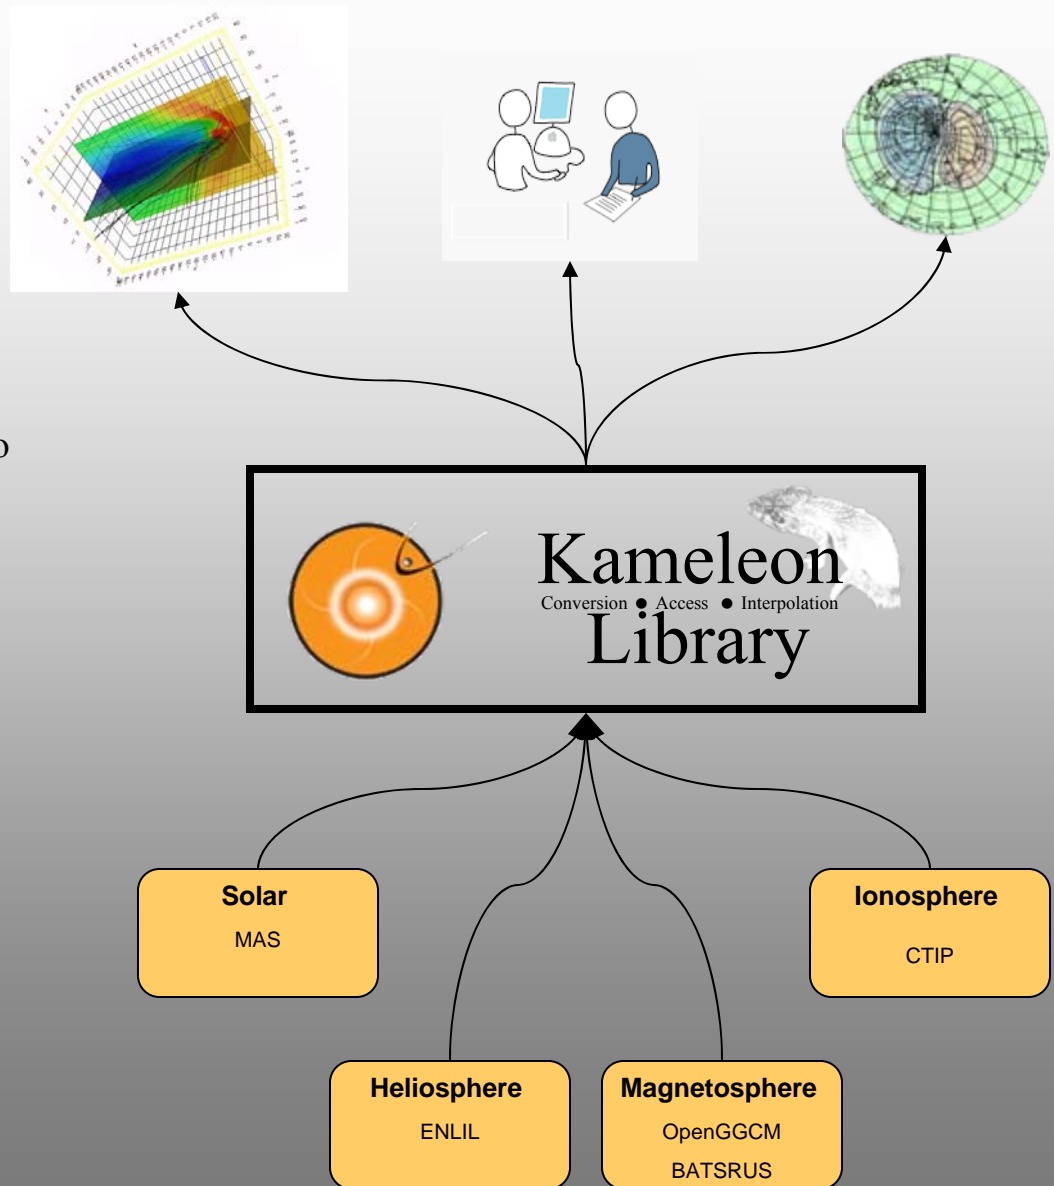 Kameleon
Conversion ● Access ● Interpolation
Library
Solar
MAS
Ionosphere
CTIP
Heliosphere
ENLIL
Magnetosphere
OpenGGCM
BATSRUS